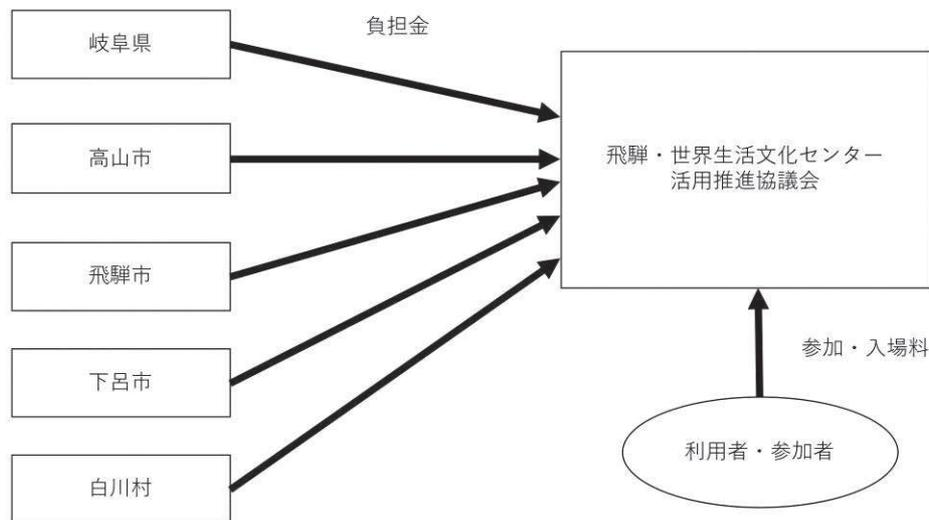 岐阜県
負担金
高山市
飛騨・世界生活文化センター
活用推進協議会
飛騨市
下呂市
参加・入場料
利用者・参加者
白川村